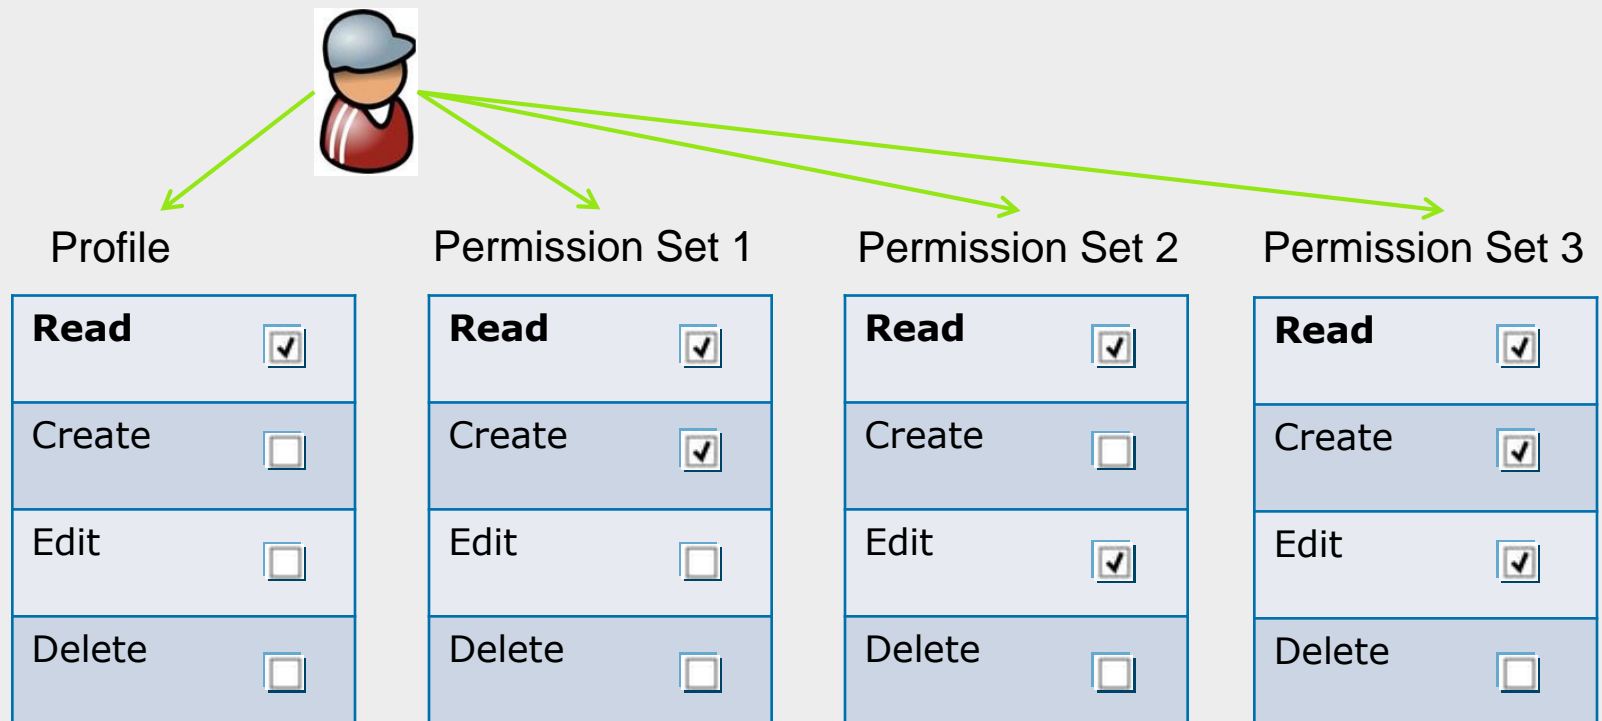 Profile
Permission Set 1
Permission Set 2
Permission Set 3
Read
Read
Read
Read
Create
Create
Create
Create
Edit
Edit
Edit
Edit
Delete
Delete
Delete
Delete